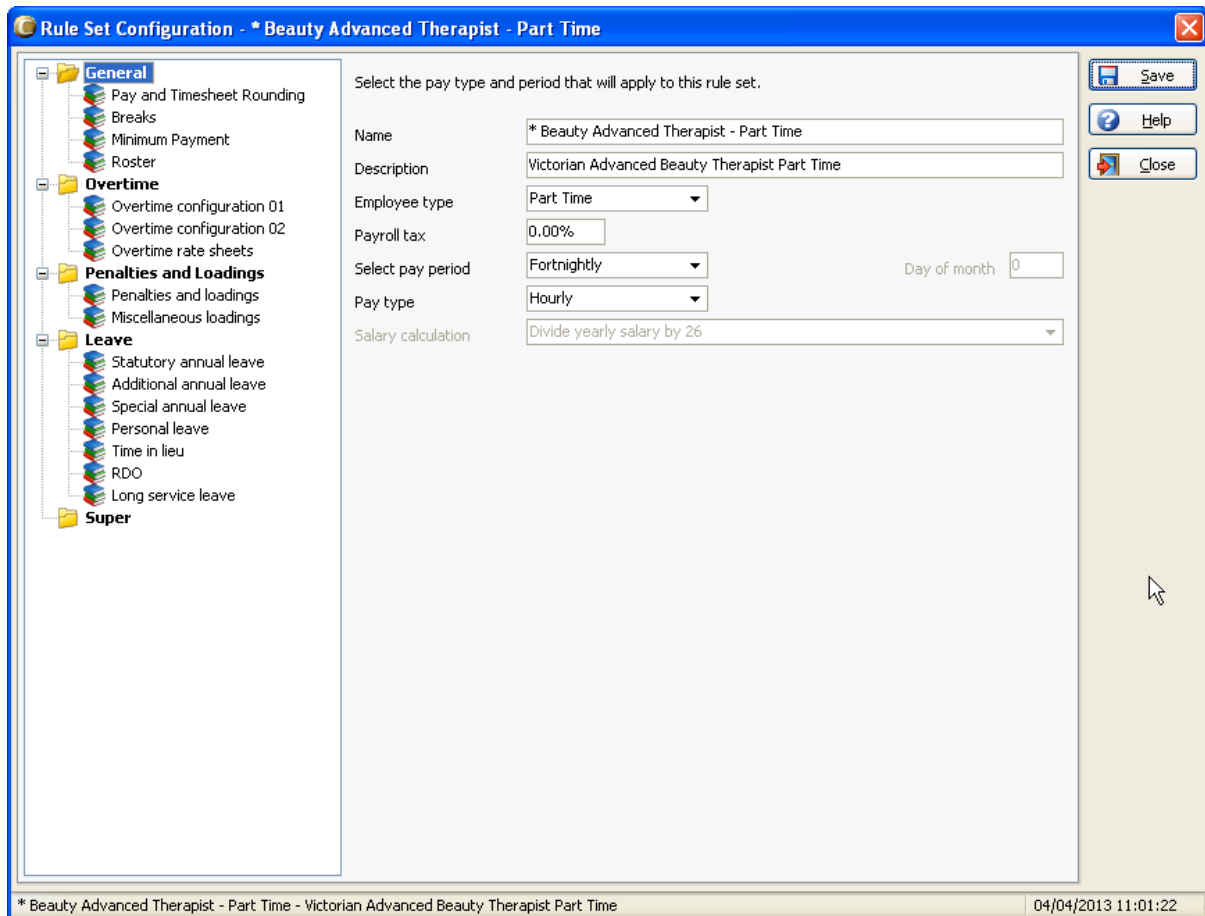 Rule Set Configuration - * Beauty Advanced Therapist - Part Time
General
Pay and Timesheet Rounding
Breaks
Minimum Payment
Roster
Overtime
Overtime configuration 01
Overtime configuration 02
Overtime rate sheets
Penalties and Loadings
Penalties and loadings
Miscellaneous loadings
Leave
Statutory annual leave
Additional annual leave
Special annual leave
Personal leave
Time in lieu
RDO
Long service leave
Super
Select the pay type and period that will apply to this rule set.
Name * Beauty Advanced Therapist - Part Time
Description Victorian Advanced Beauty Therapist Part Time
Employee type Part Time
Payroll tax 0.00%
Select pay period Fortnightly Day of month 0
Pay type Hourly
Salary calculation Divide yearly salary by 26
Save
Help
Close
* Beauty Advanced Therapist - Part Time - Victorian Advanced Beauty Therapist Part Time 04/04/2013 11:01:22